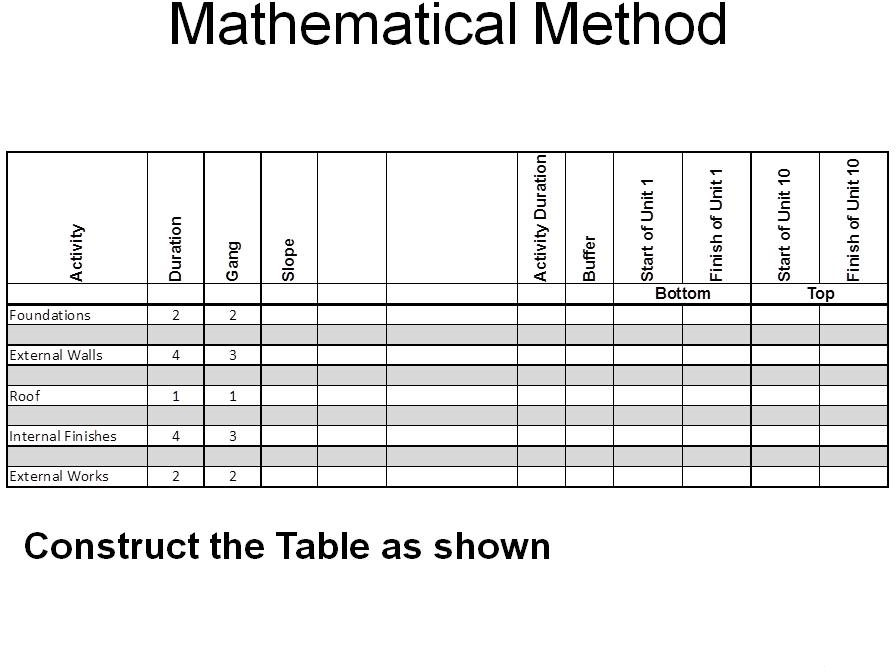 Mathematical Method
Activity Duration Gang Slope Activity Duration Buffer Start of Unit 1 Finish of Unit 1 Start of Unit 10 Finish of Unit 10
Bottom Top
Foundations 2 2
External Walls 4 3
Roof 1 1
Internal Finishes 4 3
External Works 2 2
Construct the Table as shown